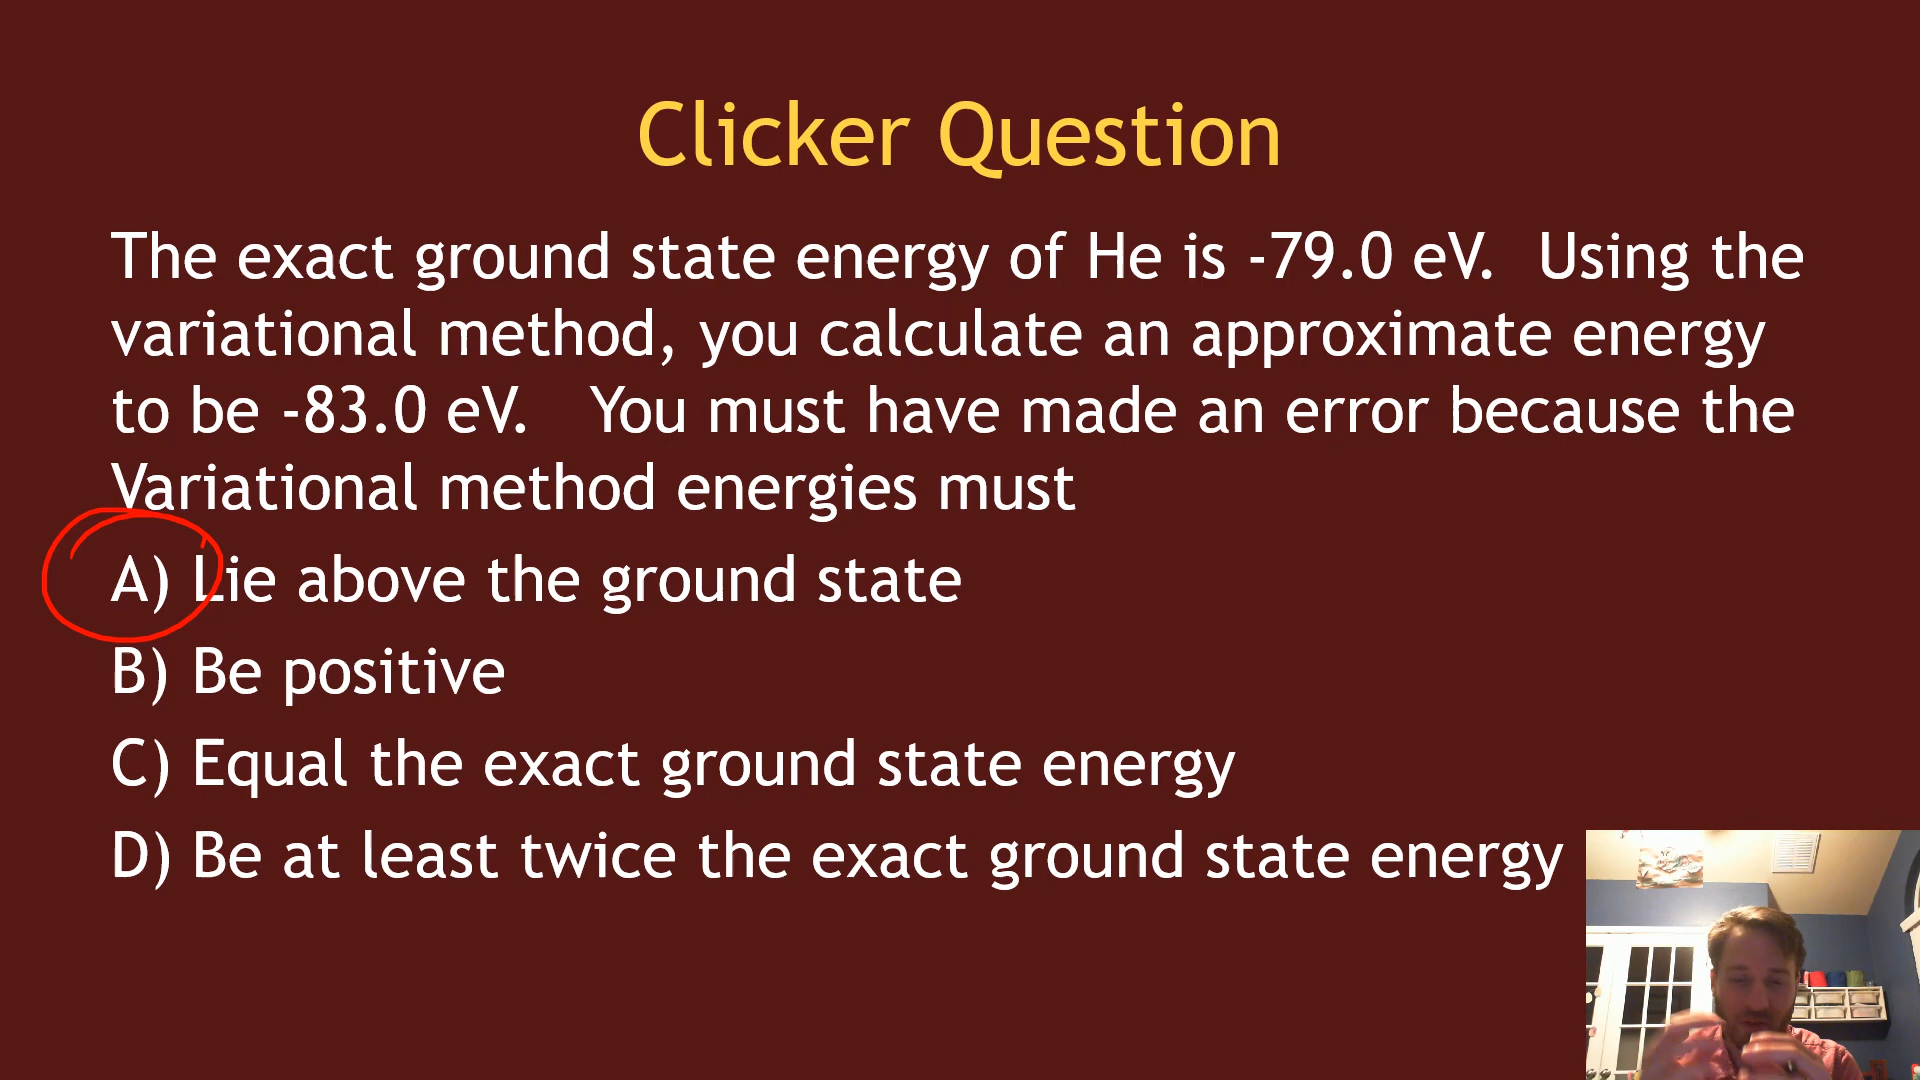 Clicker Question
The exact ground state energy of He is -79.0 eV. Using the
variational method, you calculate an approximate energy
to be -83.0 eV. You must have made an error because the
Variational method energies must
A) Lie above the ground state
B) Be positive
C) Equal the exact ground state energy
D) Be at least twice the exact ground state energy